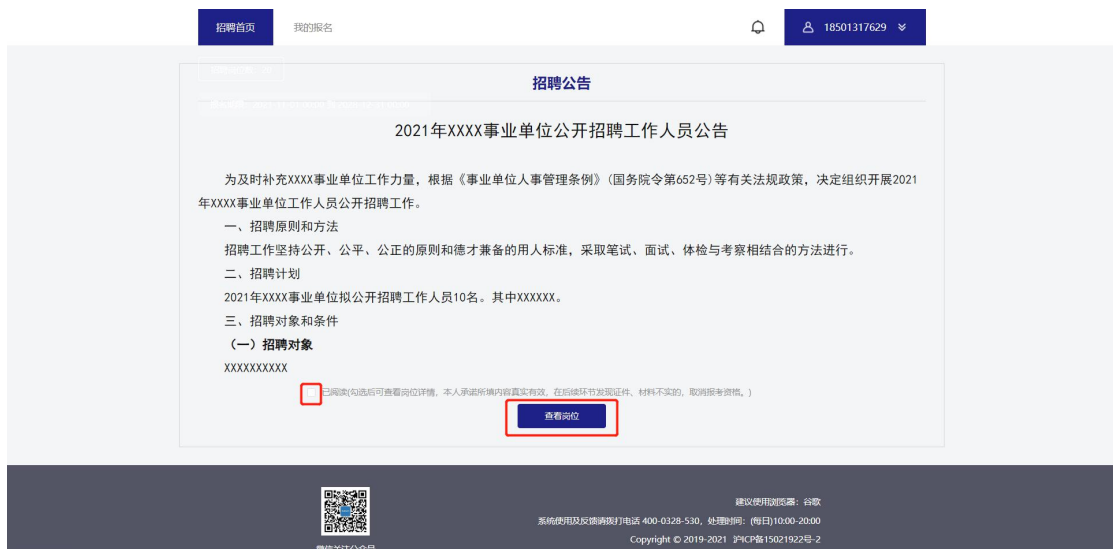 招聘首页
我的报名
18501317629
招聘公告
2021年XXXX事业单位公开招聘工作人员公告
为及时补充XXXX事业单位工作力量，根据《事业单位人事管理条例》(国务院令第652号)等有关法规政策，决定组织开展2021
年XXXX事业单位工作人员公开招聘工作。
一、招聘原则和方法
招聘工作坚持公开、公平、公正的原则和德才兼备的用人标准，采取笔试、面试、体检与考察相结合的方法进行。
二、招聘计划
2021年XXXX事业单位拟公开招聘工作人员10名。其中XXXXXX。
三、招聘对象和条件
（一）招聘对象
XXXXXXXXXX
已阅读(勾选后可查看岗位详情，本人承诺所填内容真实有效，在后续环节发现证件、材料不实的，取消报考资格。)
查看岗位
建议使用浏览器：谷歌
系统使用及反馈请拨打电话 400-0328-530，处理时间：(每日)10:00-20:00
Copyright © 2019-2021 沪ICP备15021922号-2
微信关注公众号